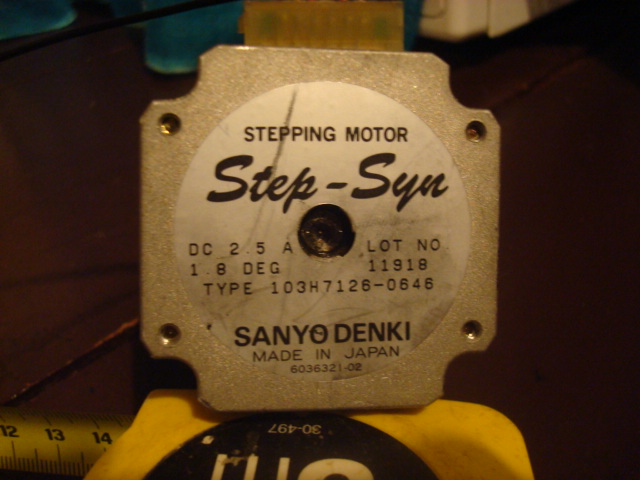 STEPPING MOTOR
Step-Syn
DC 2.5 A LOT NO
1.8 DEG 11918
TYPE 103H7126-0646
SANYO DENKI
MADE IN JAPAN
6036321-02
12 13 14
30-497